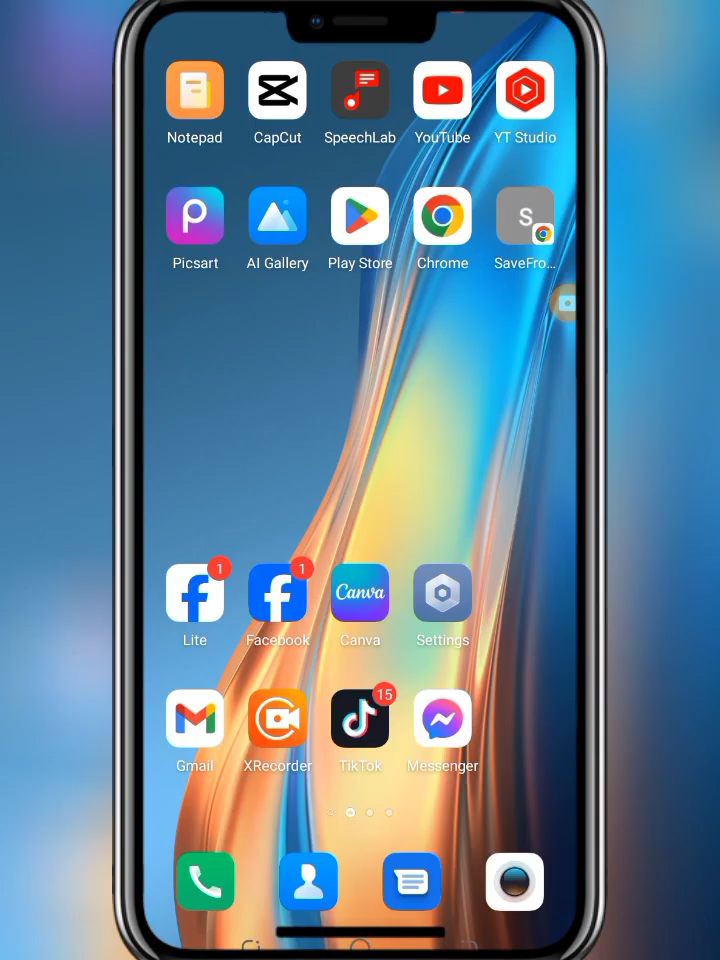 Notepad CapCut SpeechLab YouTube YT Studio
S
Picsart AI Gallery Play Store Chrome SaveFro...
1 1
Canva
Lite Facebook Canva Settings
15
Gmail XRecorder TikTok Messenger